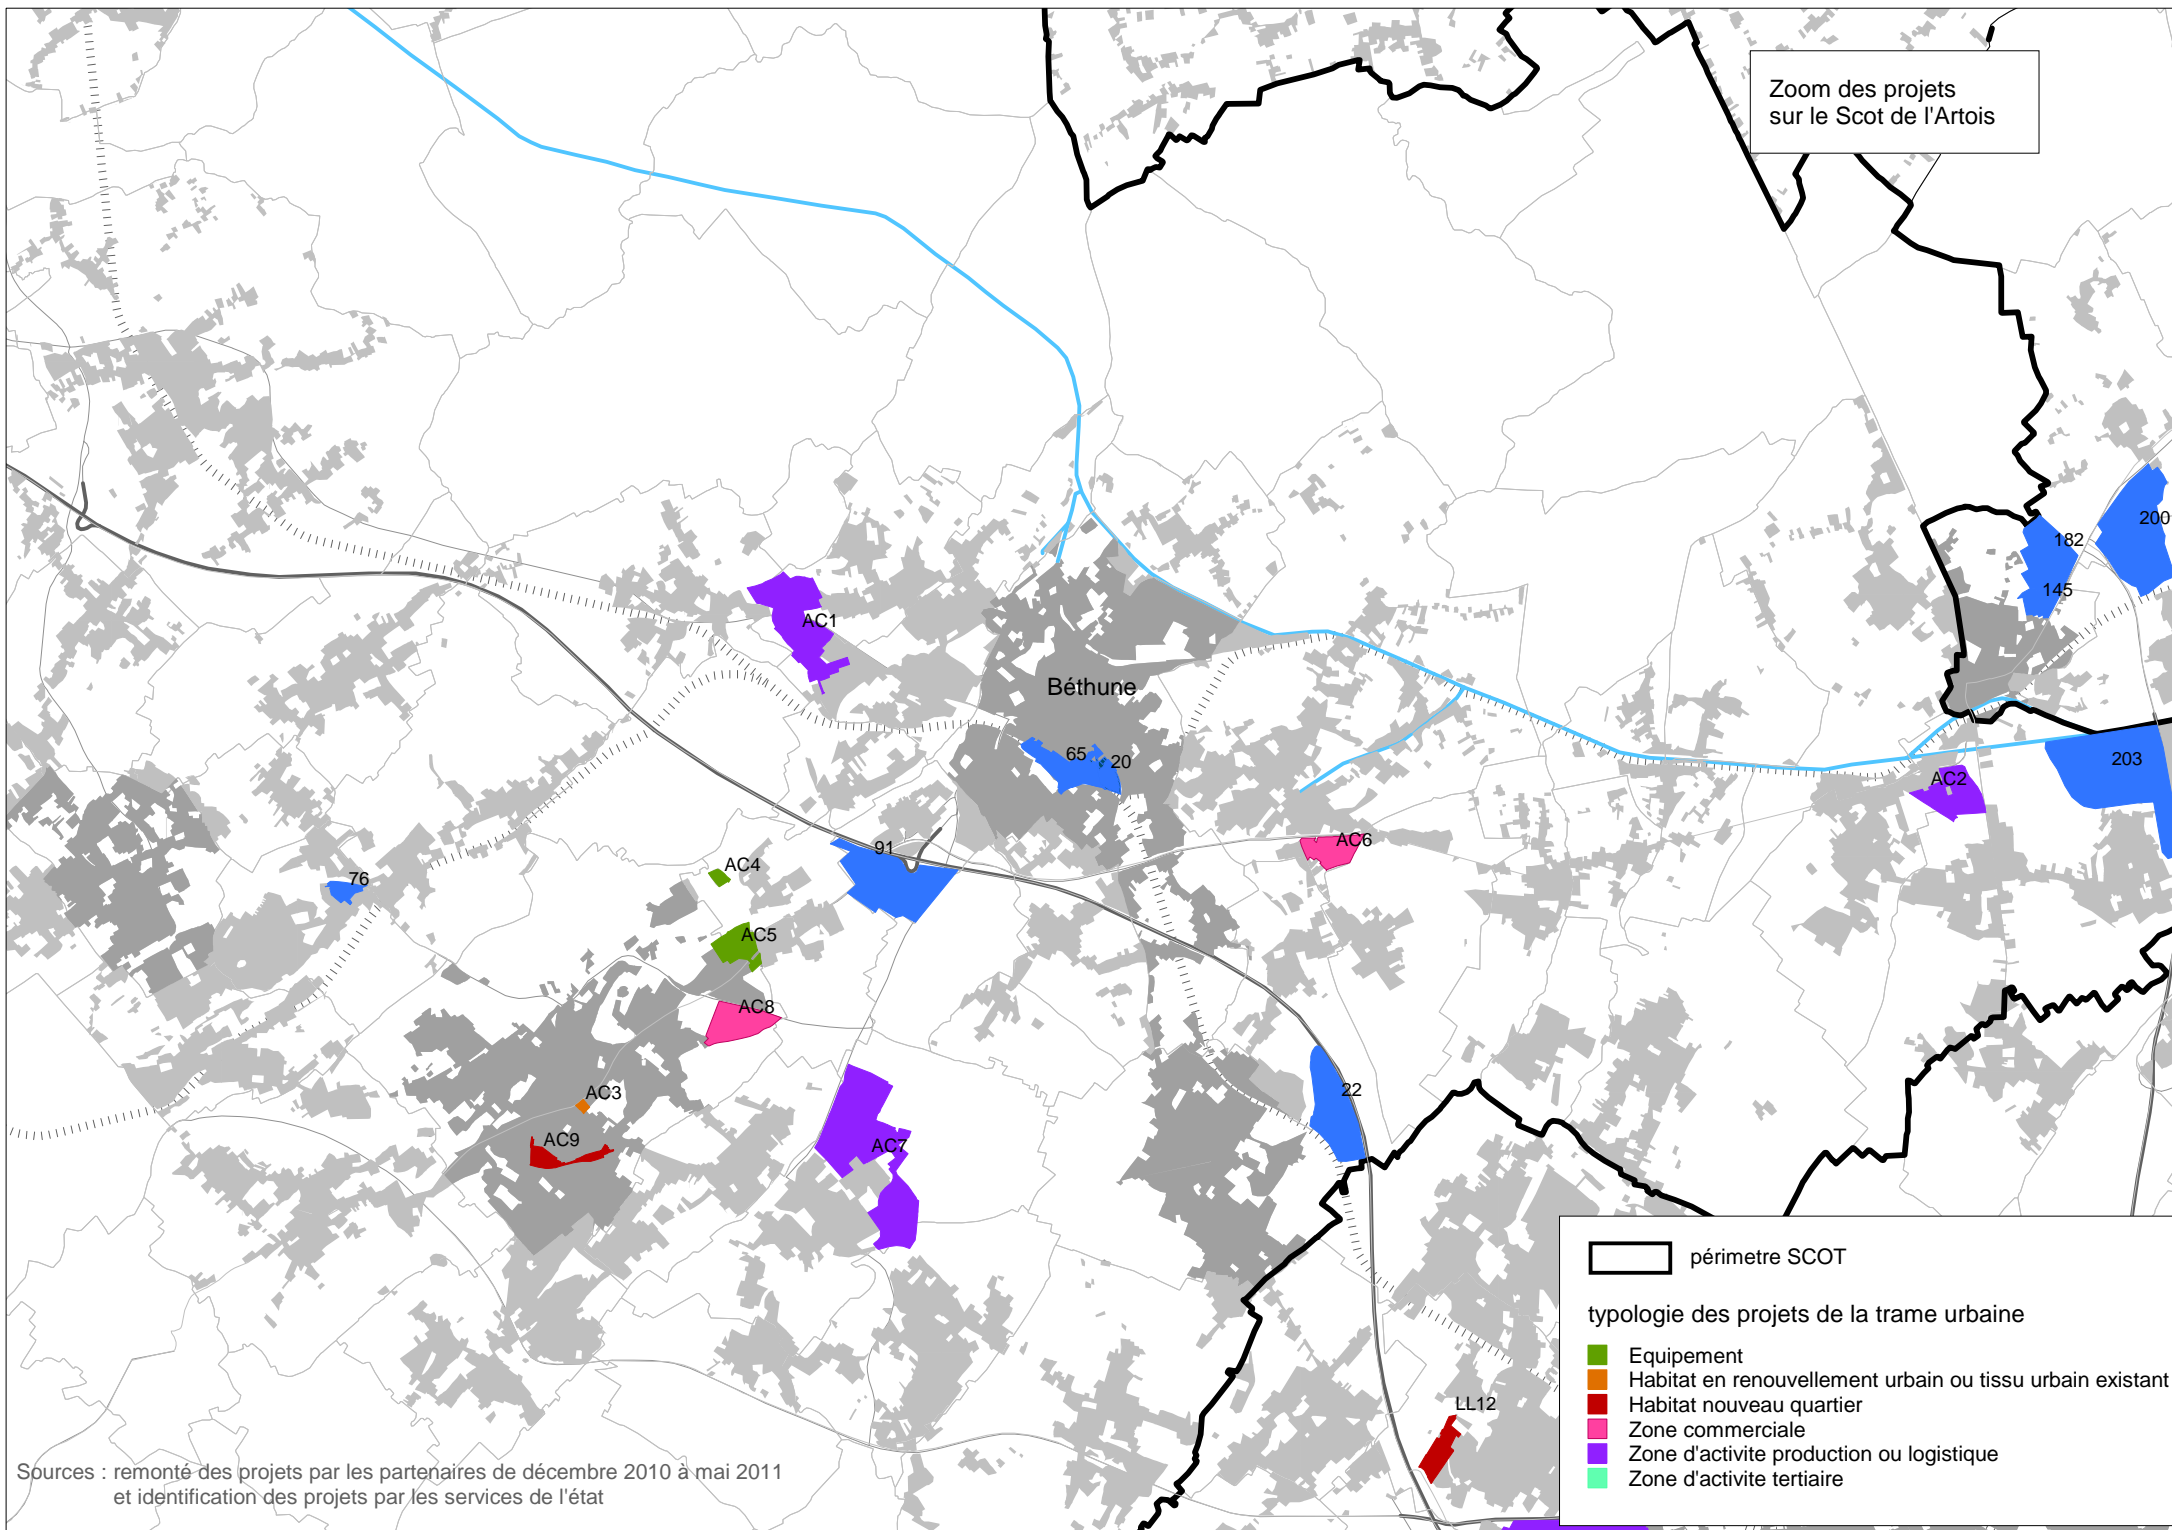 Zoom des projets
sur le Scot de l'Artois
200
182
145
AC1
Béthune
65
20
203
AC2
91
AC6
AC4
76
AC5
AC8
22
AC3
AC9
AC7
LL12
périmetre SCOT
typologie des projets de la trame urbaine
Equipement
Habitat en renouvellement urbain ou tissu urbain existant
Habitat nouveau quartier
Zone commerciale
Zone d'activite production ou logistique
Zone d'activite tertiaire
Sources : remonté des projets par les partenaires de décembre 2010 à mai 2011
et identification des projets par les services de l'état